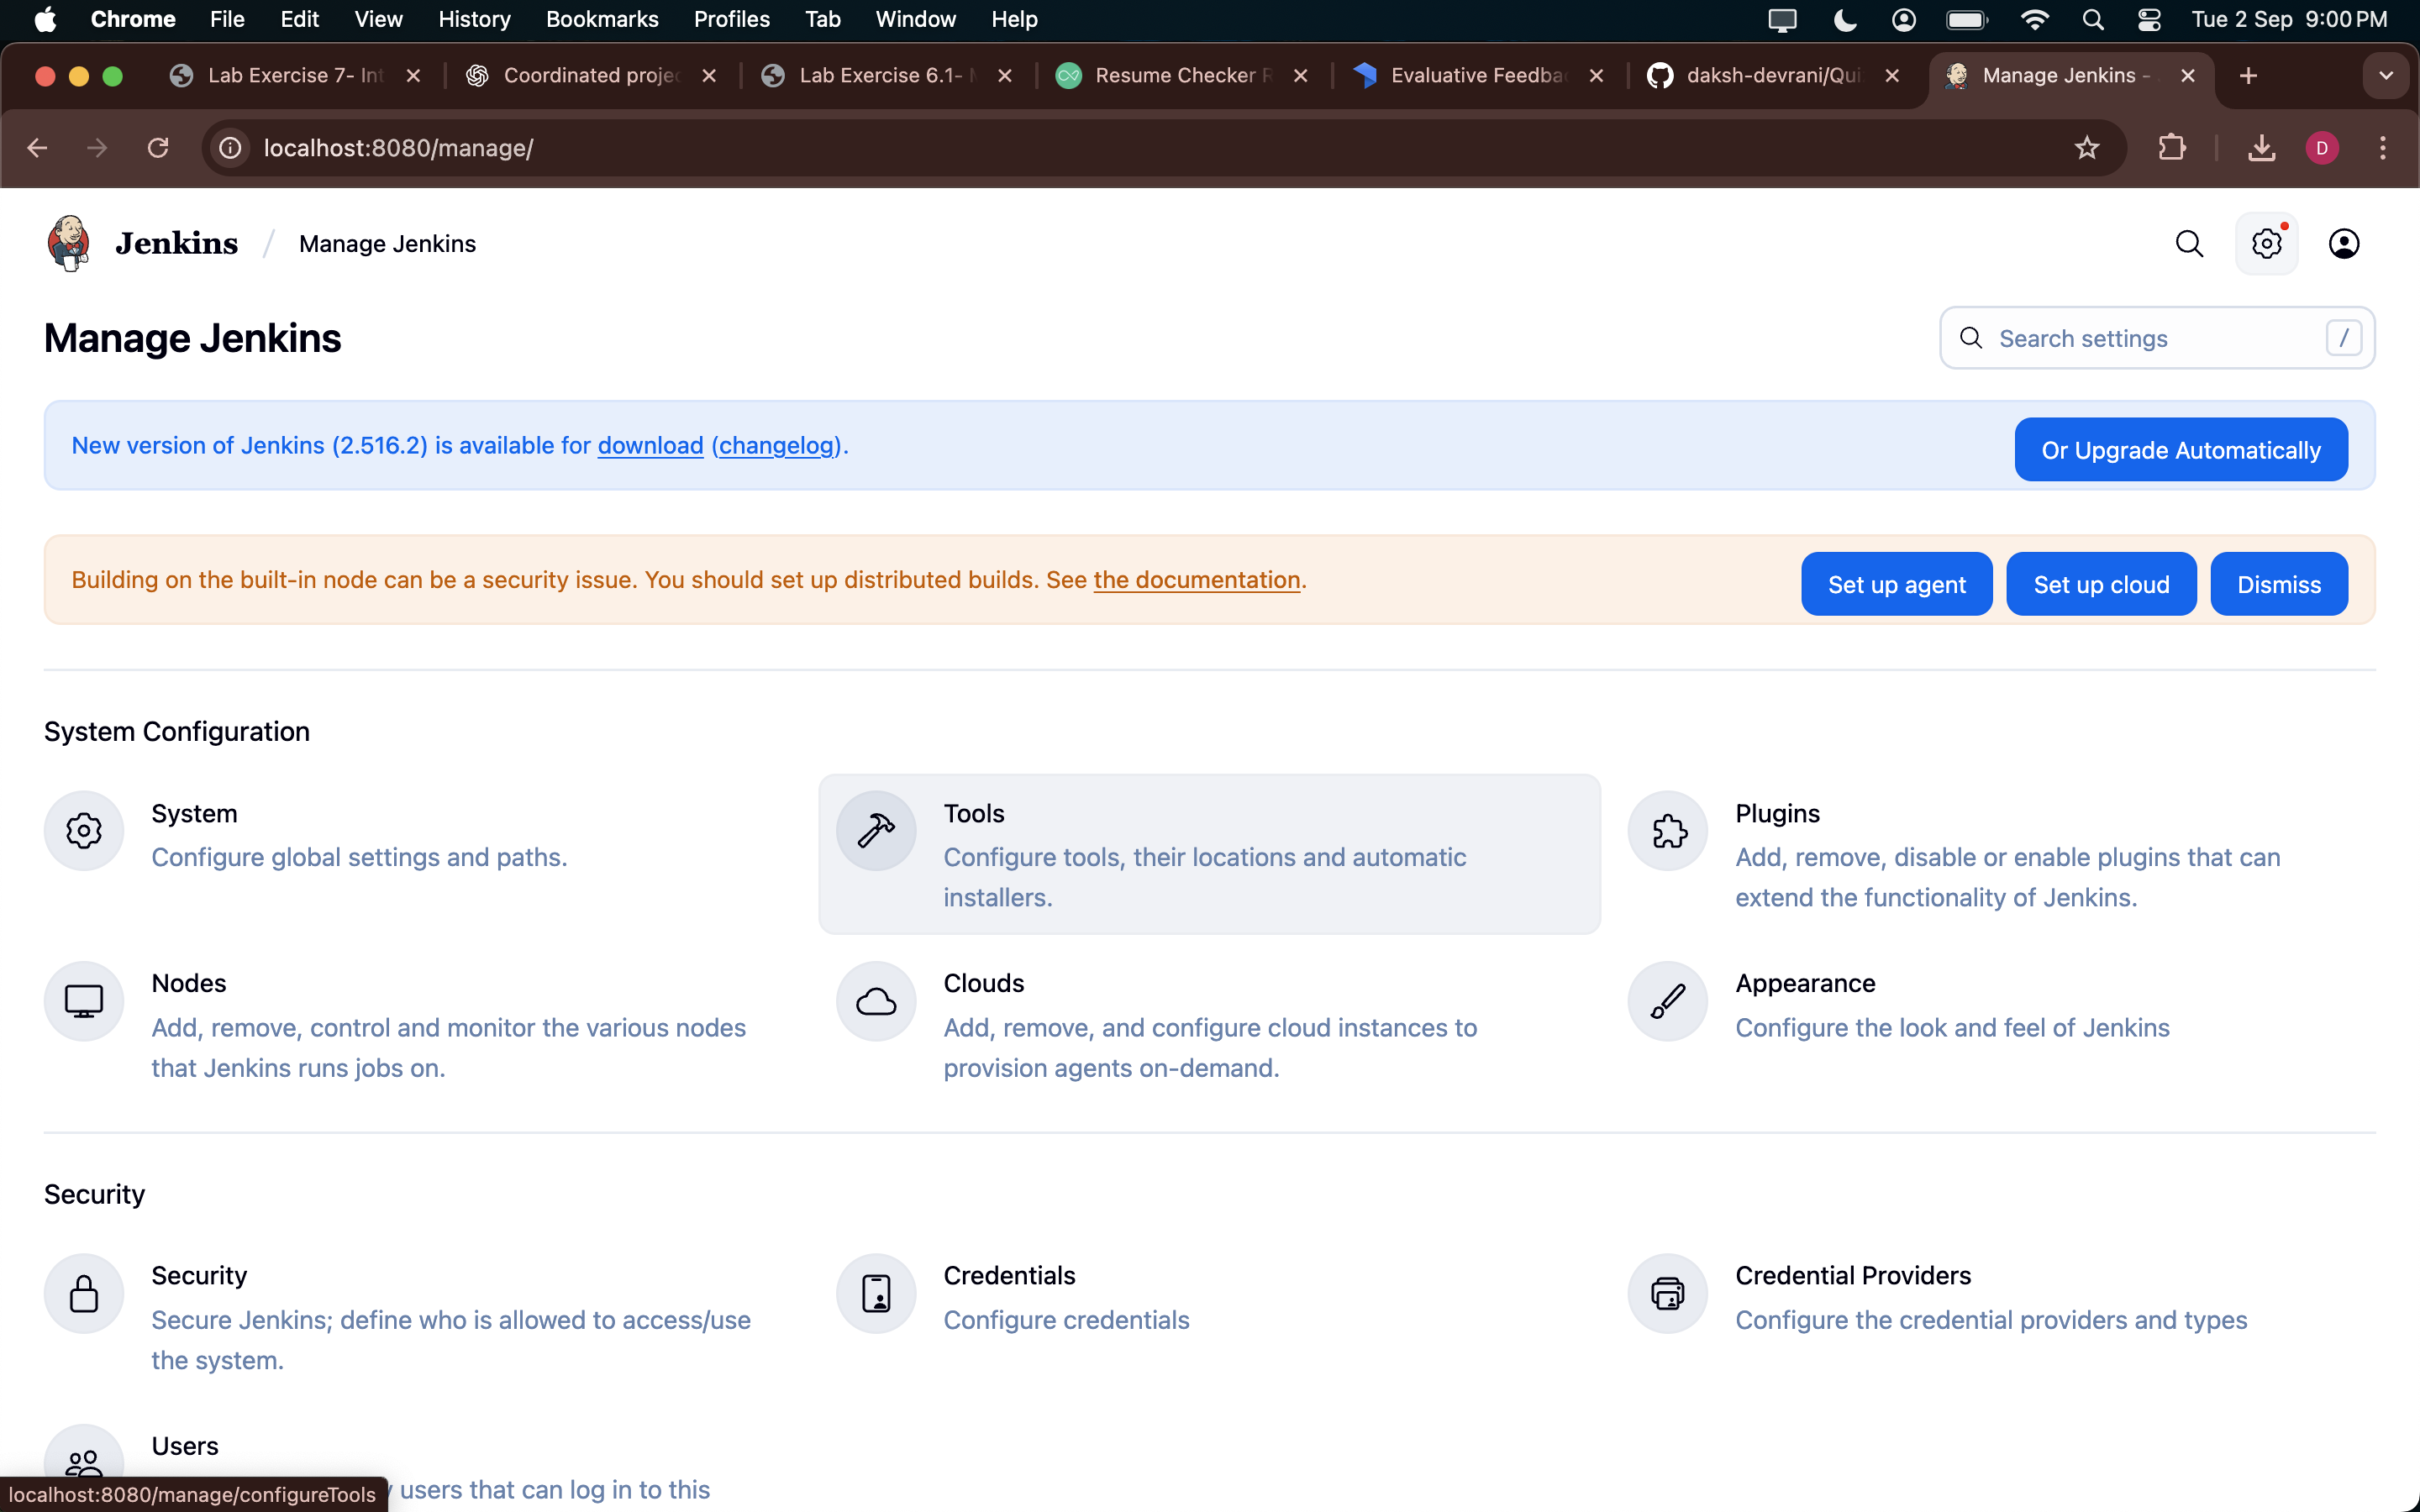 Chrome File Edit View History Bookmarks Profiles Tab Window Help Tue 2 Sep 9:00 PM
Lab Exercise 7- Int Coordinated projec Lab Exercise 6.1- Resume Checker Evaluative Feedba daksh-devrani/Qui Manage Jenkins -
localhost:8080/manage/ D
Jenkins / Manage Jenkins
Manage Jenkins Search settings /
New version of Jenkins (2.516.2) is available for download (changelog). Or Upgrade Automatically
Building on the built-in node can be a security issue. You should set up distributed builds. See the documentation. Set up agent Set up cloud Dismiss
System Configuration
System
Configure global settings and paths.
Tools
Configure tools, their locations and automatic
installers.
Plugins
Add, remove, disable or enable plugins that can
extend the functionality of Jenkins.
Nodes
Add, remove, control and monitor the various nodes
that Jenkins runs jobs on.
Clouds
Add, remove, and configure cloud instances to
provision agents on-demand.
Appearance
Configure the look and feel of Jenkins
Security
Security
Secure Jenkins; define who is allowed to access/use
the system.
Credentials
Configure credentials
Credential Providers
Configure the credential providers and types
Users
users that can log in to this
localhost:8080/manage/configureTools